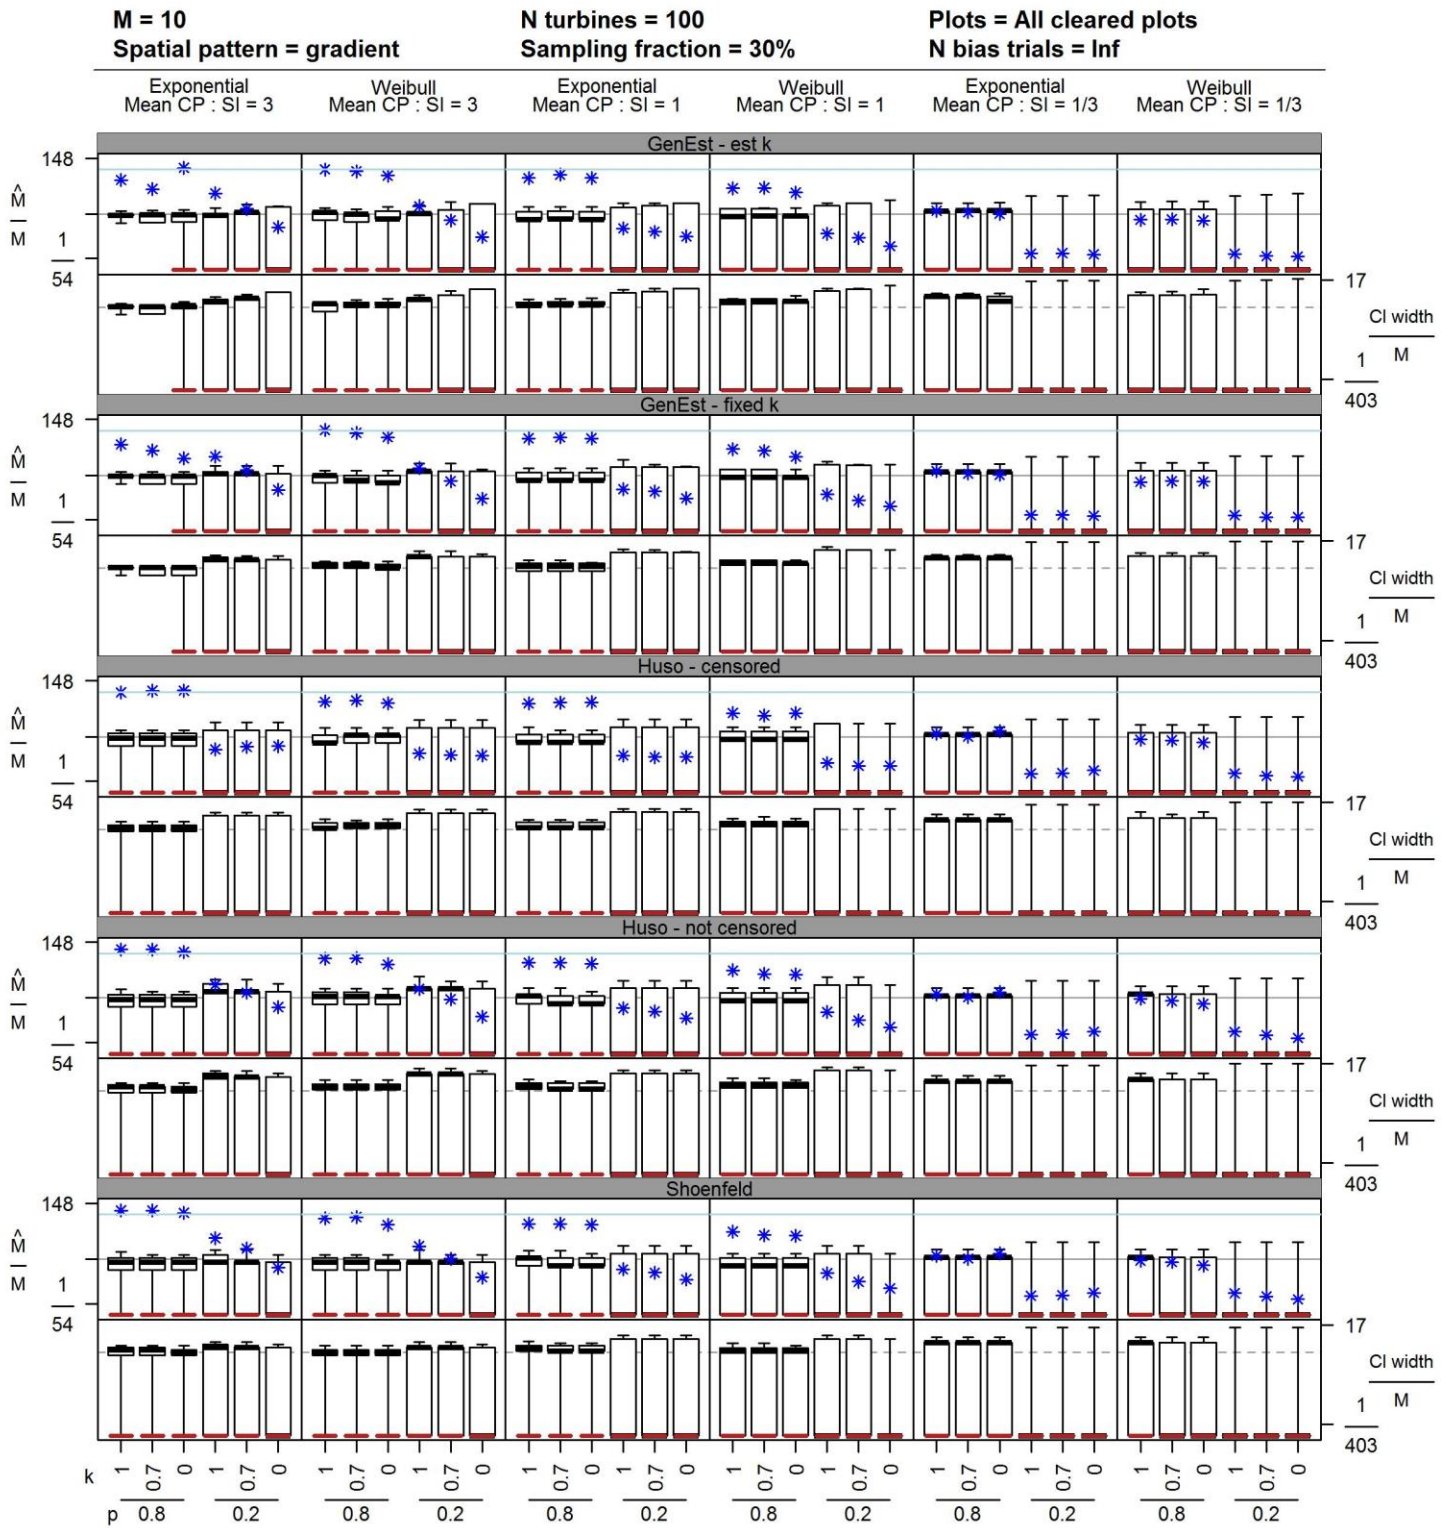 M = 10 N turbines = 100 Plots = All cleared plots
Spatial pattern = gradient Sampling fraction = 30% N bias trials = Inf
Exponential Weibull Exponential Weibull Exponential Weibull
Mean CP : SI = 3 Mean CP : SI = 3 Mean CP : SI = 1 Mean CP : SI = 1 Mean CP : SI = 1/3 Mean CP : SI = 1/3
GenEst - est k
148
M̂
M
1
54
17
CI width
M
1
403
GenEst - fixed k
148
M̂
M
1
54
17
CI width
M
1
403
Huso - censored
148
M̂
M
1
54
17
CI width
M
1
403
Huso - not censored
148
M̂
M
1
54
17
CI width
M
1
403
Shoenfeld
148
M̂
M
1
54
17
CI width
M
1
403
k 1 0.7 0 1 0.7 0 1 0.7 0 1 0.7 0 1 0.7 0 1 0.7 0 1 0.7 0 1 0.7 0 1 0.7 0 1 0.7 0 1 0.7 0 1 0.7 0
p 0.8 0.2 0.8 0.2 0.8 0.2 0.8 0.2 0.8 0.2 0.8 0.2